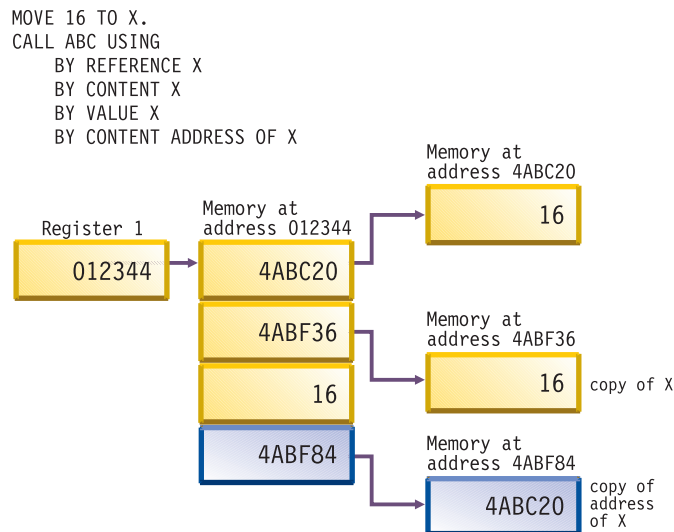 MOVE 16 TO X.
CALL ABC USING
BY REFERENCE X
BY CONTENT X
BY VALUE X
BY CONTENT ADDRESS OF X
Register 1
012344
Memory at
address 012344
4ABC20
4ABF36
16
4ABF84
Memory at
address 4ABC20
16
Memory at
address 4ABF36
16
copy of X
Memory at
address 4ABF84
4ABC20
copy of
address
of X